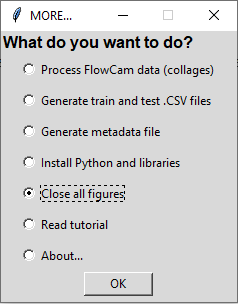 MORE...
What do you want to do?
Process FlowCam data (collages)
Generate train and test .CSV files
Generate metadata file
Install Python and libraries
Close all figures
Read tutorial
About...
OK